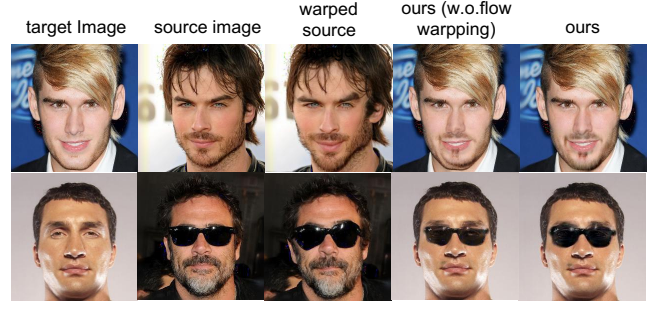 target Image
source image
warped
source
ours (w.o.flow
warpping)
ours